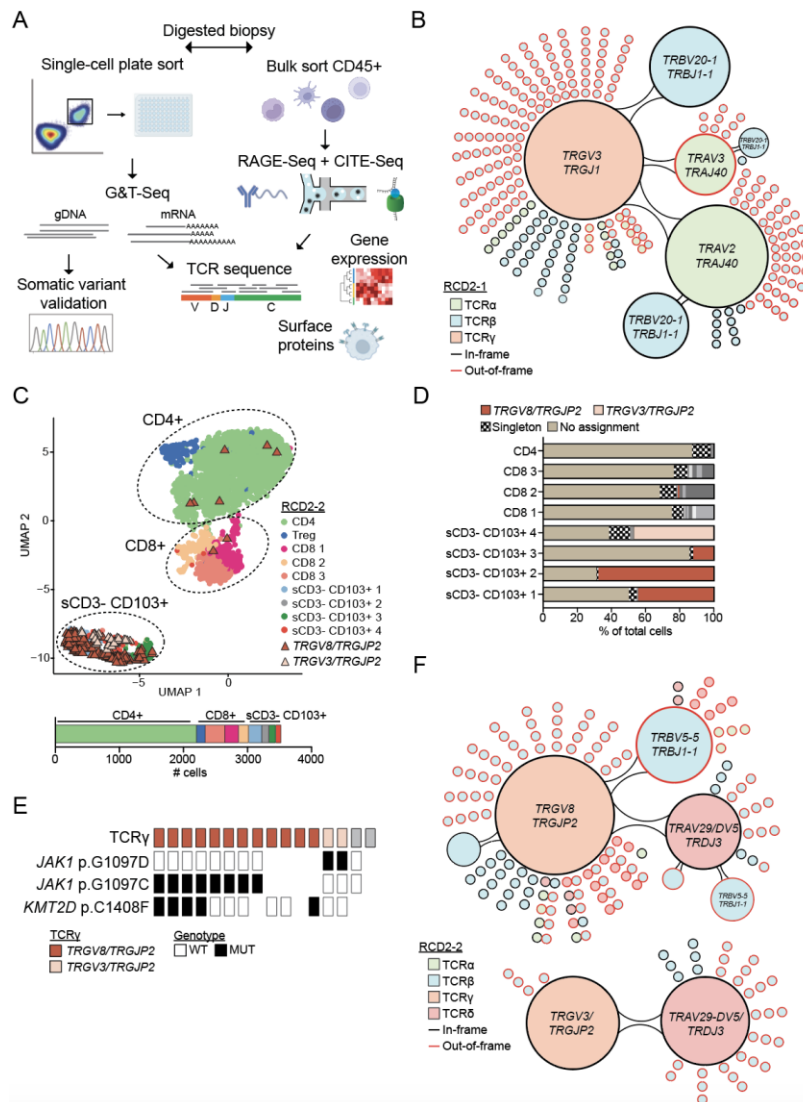 A
Digested biopsy
Single-cell plate sort
Bulk sort CD45+
RAGE-Seq + CITE-Seq
G&T-Seq
gDNA
mRNA
AAAAAA
AAAAA
AAAAAAAAA
Gene
expression
TCR sequence
V D J C
Somatic variant
validation
Surface
proteins
B
TRBV20-1
TRBJ1-1
TRGV3
TRGJ1
TRBV20-1
TRBJ1-1
TRAV3
TRAJ40
TRAV2
TRAJ40
TRBV20-1
TRBJ1-1
RCD2-1
TCRα
TCRβ
TCRγ
In-frame
Out-of-frame
C
CD4+
CD8+
sCD3- CD103+
UMAP 2
5
0
−5
−10
−5
0
UMAP 1
RCD2-2
CD4
Treg
CD8 1
CD8 2
CD8 3
sCD3- CD103+ 1
sCD3- CD103+ 2
sCD3- CD103+ 3
sCD3- CD103+ 4
TRGV8/TRGJP2
TRGV3/TRGJP2
CD4+
CD8+
sCD3- CD103+
0
1000
2000
3000
4000
# cells
D
TRGV8/TRGJP2
TRGV3/TRGJP2
Singleton
No assignment
CD4
CD8 3
CD8 2
CD8 1
sCD3- CD103+ 4
sCD3- CD103+ 3
sCD3- CD103+ 2
sCD3- CD103+ 1
0 20 40 60 80 100
% of total cells
E
TCRγ
JAK1 p.G1097D
JAK1 p.G1097C
KMT2D p.C1408F
TCRγ
TRGV8/TRGJP2
TRGV3/TRGJP2
Genotype
WT
MUT
F
TRBV5-5
TRBJ1-1
TRGV8
TRGJP2
TRAV29/DV5
TRDJ3
TRBV5-5
TRBJ1-1
RCD2-2
TCRα
TCRβ
TCRγ
TCRδ
In-frame
Out-of-frame
TRGV3/
TRGJP2
TRAV29-DV5/
TRDJ3